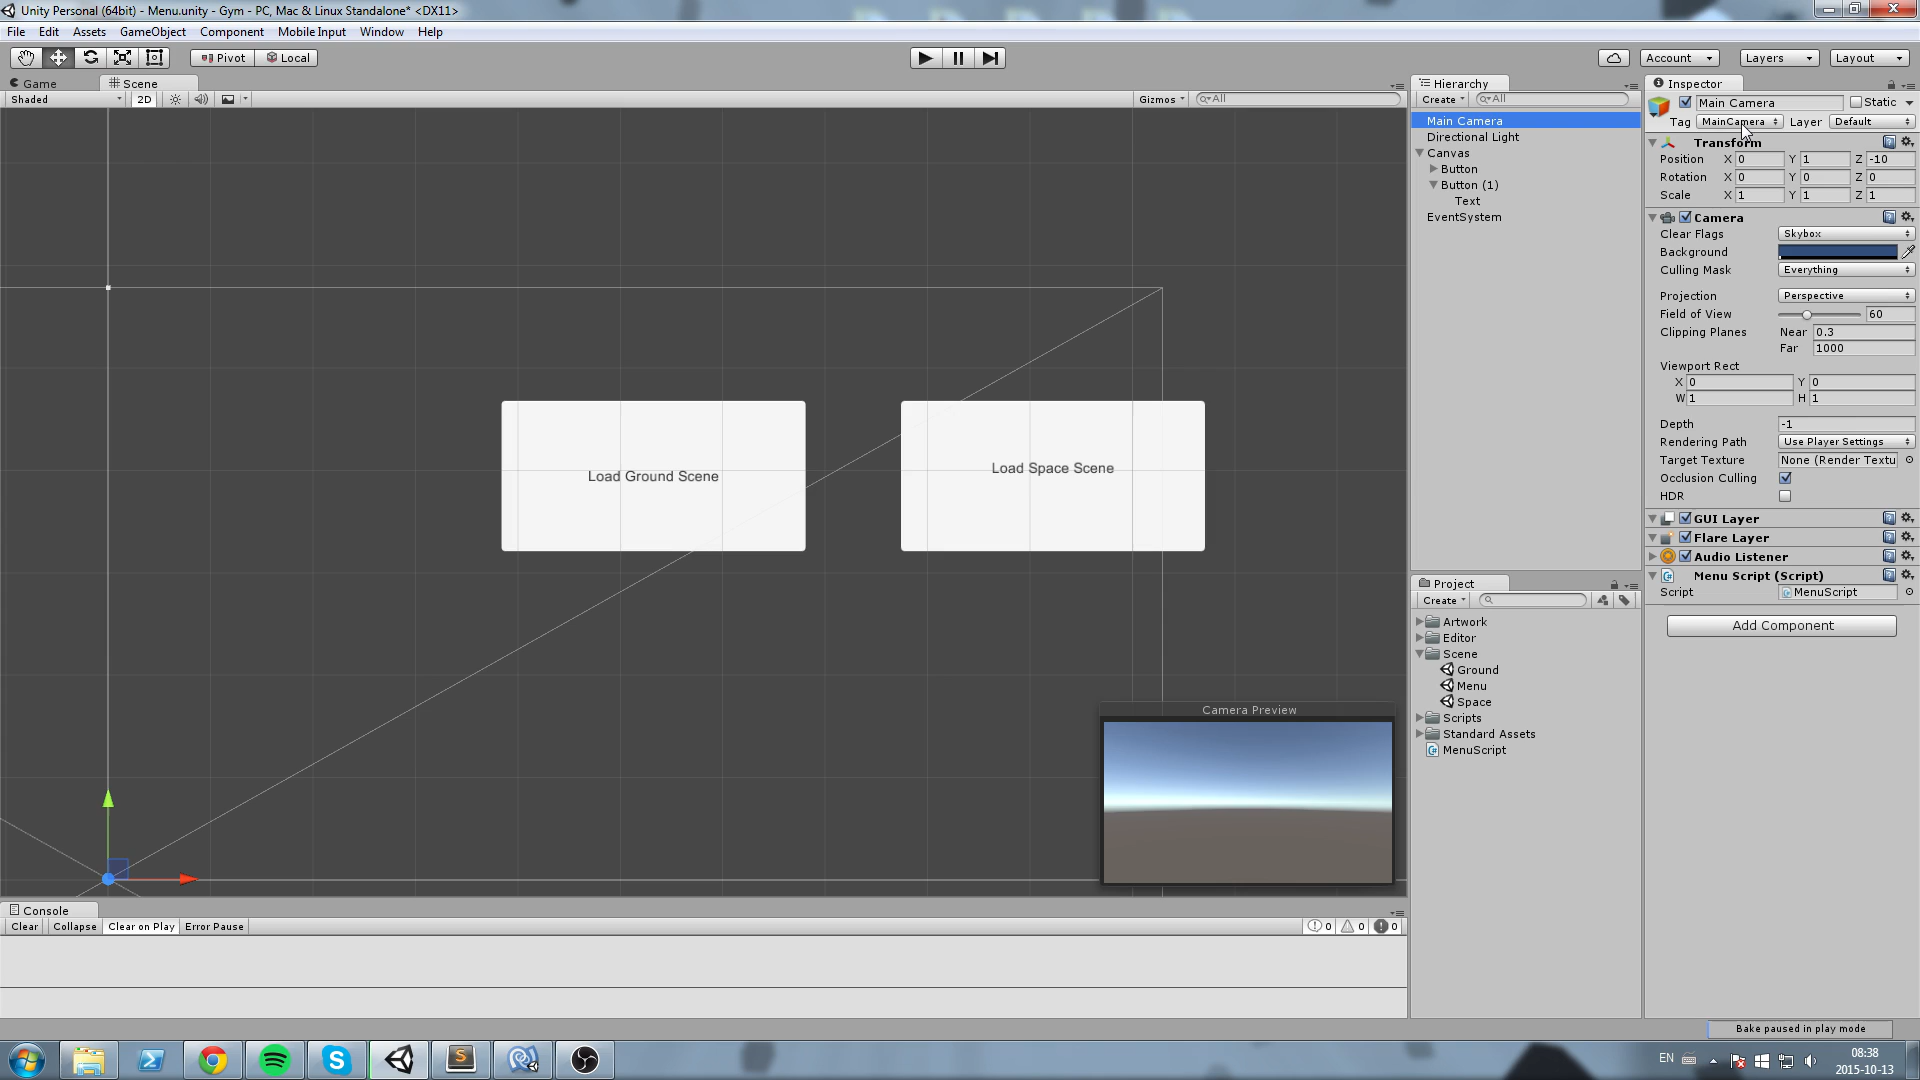 Unity Personal (64bit) - Menu.unity - Gym - PC, Mac & Linux Standalone* <DX11>
File Edit Assets GameObject Component Mobile Input Window Help
Pivot Local
Account Layers Layout
Game Scene
Shaded 2D Gizmos All
Load Ground Scene
Load Space Scene
Camera Preview
Hierarchy
Create All
Main Camera
Directional Light
Canvas
Button
Button (1)
Text
EventSystem
Project
Create
Artwork
Editor
Scene
Ground
Menu
Space
Scripts
Standard Assets
MenuScript
Inspector
Main Camera Static
Tag MainCamera Layer Default
Transform
Position X 0 Y 1 Z -10
Rotation X 0 Y 0 Z 0
Scale X 1 Y 1 Z 1
Camera
Clear Flags Skybox
Background
Culling Mask Everything
Projection Perspective
Field of View 60
Clipping Planes Near 0.3
Far 1000
Viewport Rect
X 0 Y 0
W 1 H 1
Depth -1
Rendering Path Use Player Settings
Target Texture None (Render Textu
Occlusion Culling
HDR
GUI Layer
Flare Layer
Audio Listener
Menu Script (Script)
Script MenuScript
Add Component
Console
Clear Collapse Clear on Play Error Pause 0 0 0
Bake paused in play mode
EN 08:38
2015-10-13